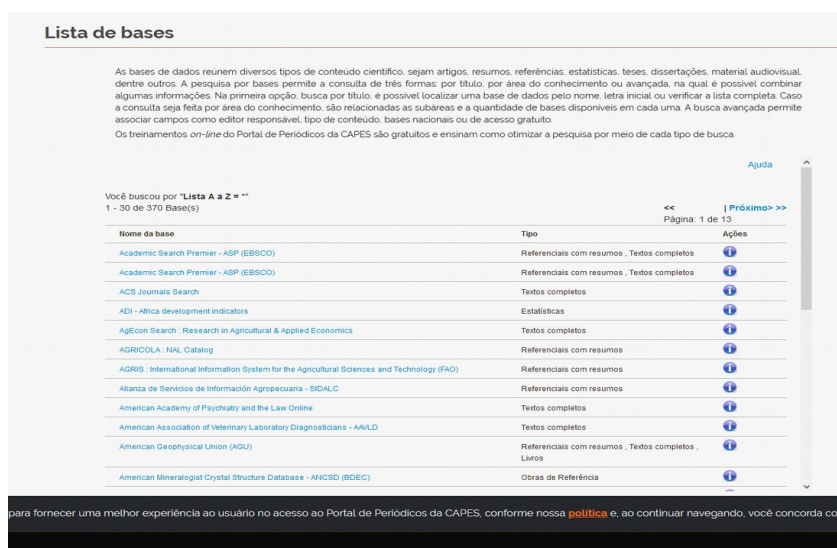 Lista de bases
As bases de dados reúnem diversos tipos de conteúdo científico, sejam artigos, resumos, referências, estatísticas, teses, dissertações, material audiovisual,
dentre outros. A pesquisa por bases permite a consulta de três formas: por título, por área do conhecimento ou avançada, na qual é possível combinar
algumas informações. Na primeira opção, busca por título, é possível localizar uma base de dados pelo nome, letra inicial ou verificar a lista completa. Caso
a consulta seja feita por área do conhecimento, são relacionadas as subáreas e a quantidade de bases disponíveis em cada uma. A busca avançada permite
associar campos como editor responsável, tipo de conteúdo, bases nacionais ou de acesso gratuito.
Os treinamentos on-line do Portal de Periódicos da CAPES são gratuitos e ensinam como otimizar a pesquisa por meio de cada tipo de busca.
Ajuda
Você buscou por "Lista A a Z = *"
1 - 30 de 370 Base(s) << | Próximo> >>
Página: 1 de 13
Nome da base Tipo Ações
Academic Search Premier - ASP (EBSCO) Referenciais com resumos , Textos completos
Academic Search Premier - ASP (EBSCO) Referenciais com resumos , Textos completos
ACS Journals Search Textos completos
ADI - Africa development indicators Estatísticas
AgEcon Search : Research in Agricultural & Applied Economics Textos completos
AGRICOLA : NAL Catalog Referenciais com resumos
AGRIS : International Information System for the Agricultural Sciences and Technology (FAO) Referenciais com resumos
Alianza de Servicios de Información Agropecuaria - SIDALC Referenciais com resumos
American Academy of Psychiatry and the Law Online Textos completos
American Association of Veterinary Laboratory Diagnosticians - AAVLD Textos completos
American Geophysical Union (AGU) Referenciais com resumos , Textos completos ,
Livros
American Mineralogist Crystal Structure Database - ANCSD (BDEC) Obras de Referência
para fornecer uma melhor experiência ao usuário no acesso ao Portal de Periódicos da CAPES, conforme nossa política e, ao continuar navegando, você concorda co